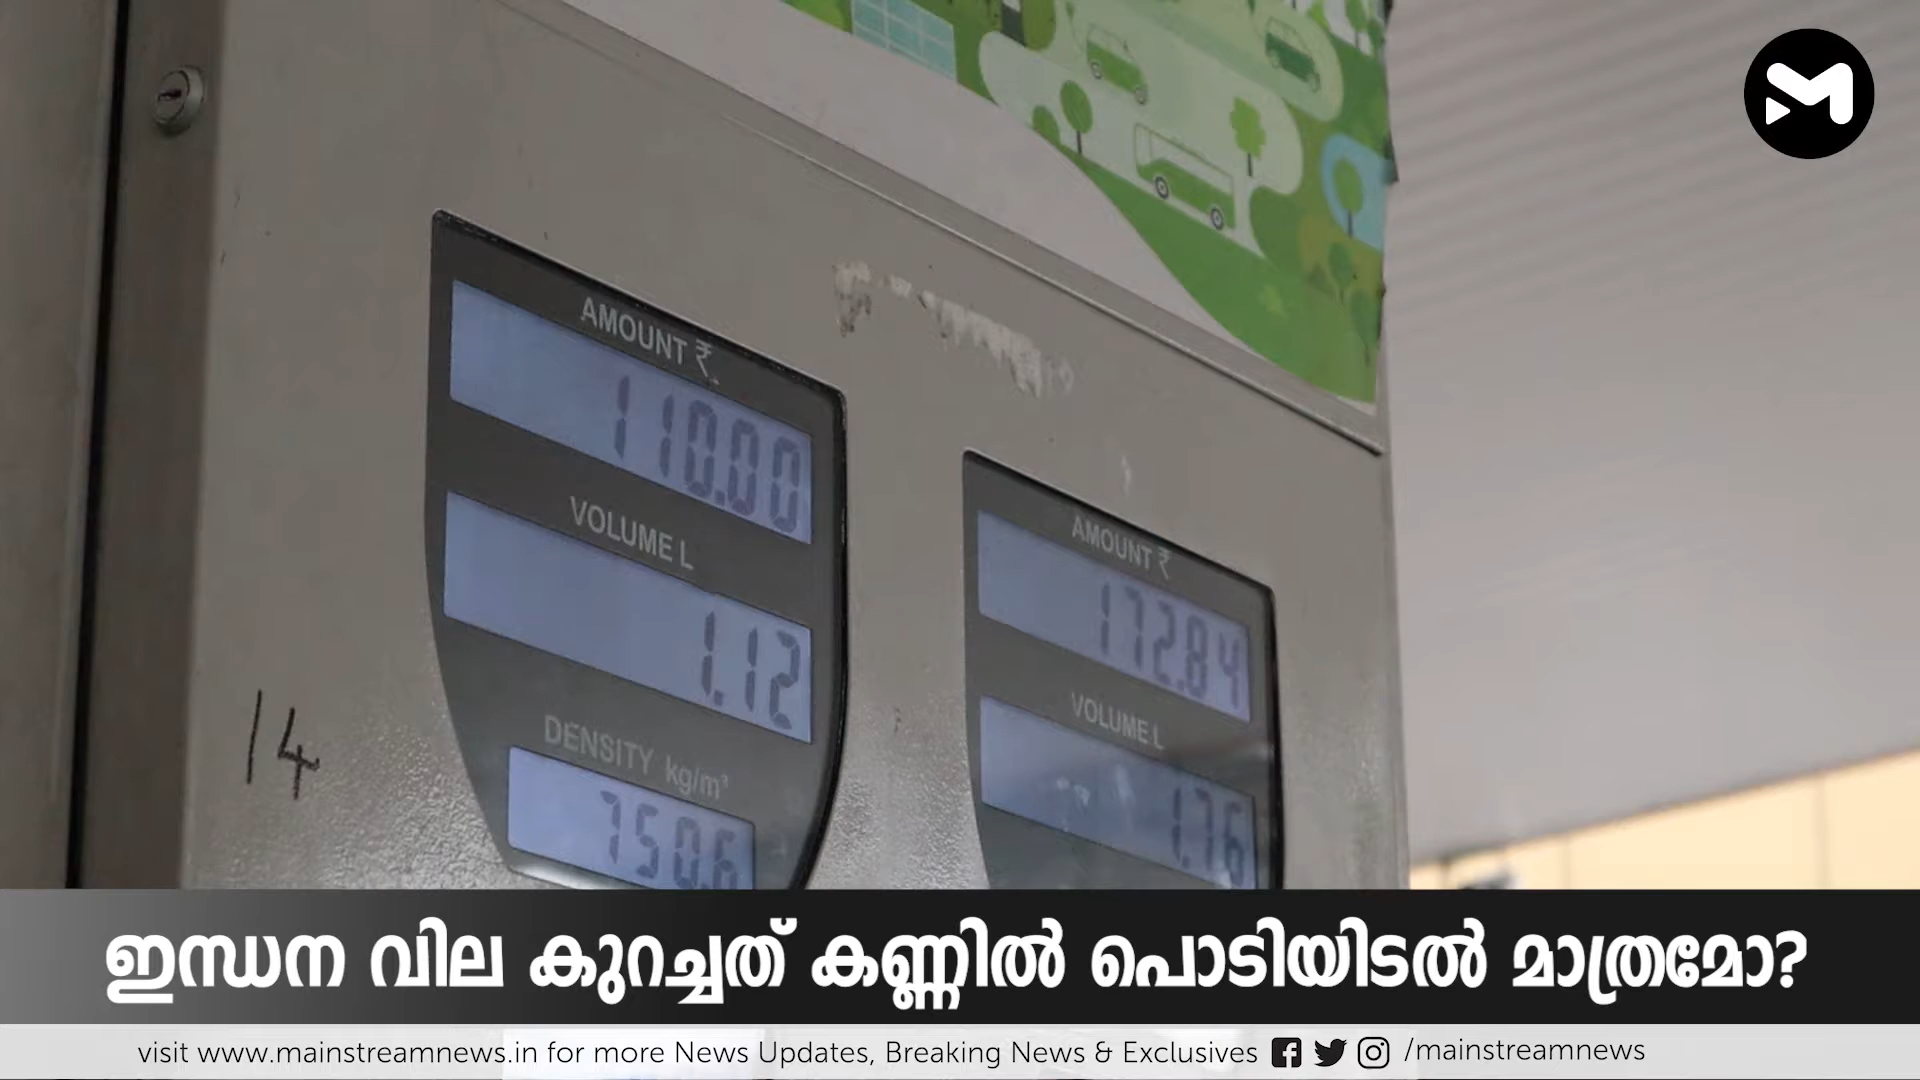 AMOUNT ₹
110.00
VOLUME L
1.12
DENSITY kg/m³
750.6
AMOUNT ₹
172.84
VOLUME L
1.76
14
ഇന്ധന വില കുറച്ചത് കണ്ണിൽ പൊടിയിടൽ മാത്രമോ?
visit www.mainstreamnews.in for more News Updates, Breaking News & Exclusives /mainstreamnews